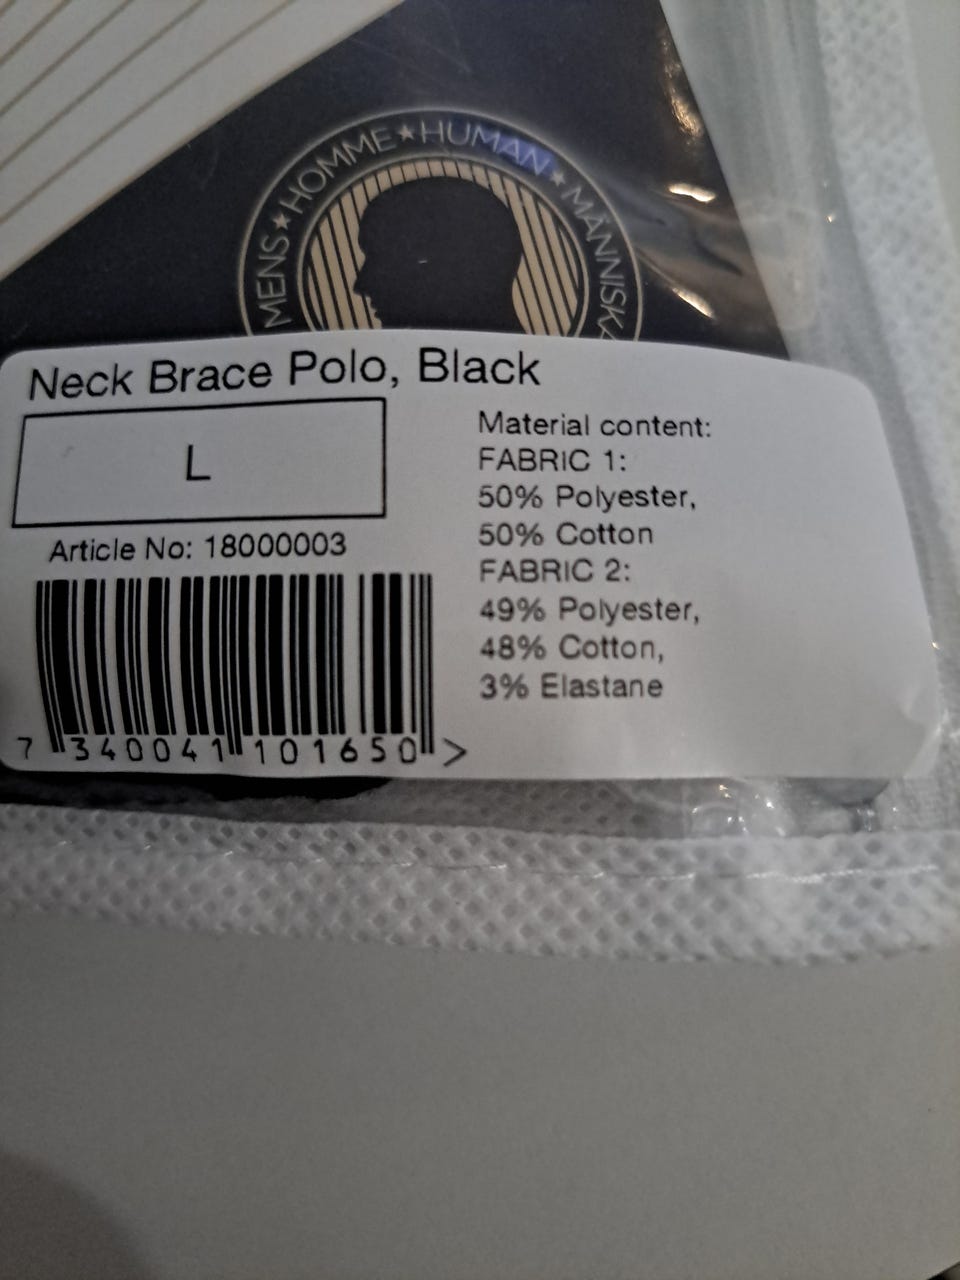 MENS★HOMME★HUMAN★MÄNNISKA
Neck Brace Polo, Black
L
Article No: 18000003
7 340041 101650 >
Material content:
FABRIC 1:
50% Polyester,
50% Cotton
FABRIC 2:
49% Polyester,
48% Cotton,
3% Elastane